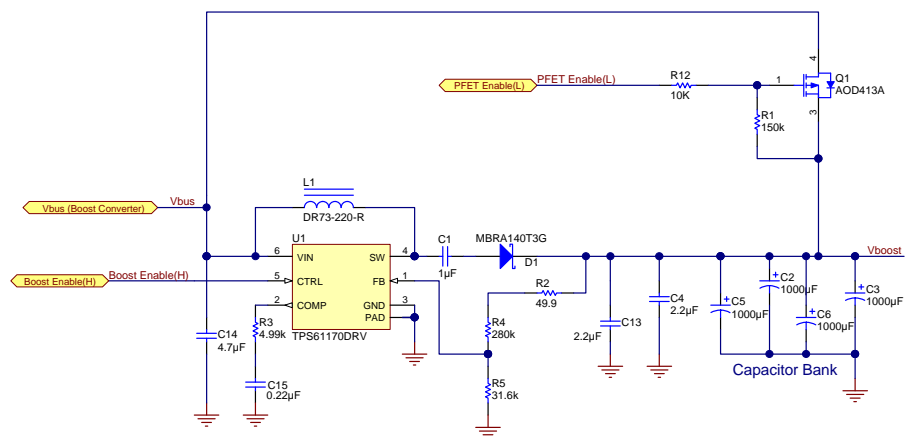 4
Q1
AOD413A
1
3
PFET Enable(L)
PFET Enable(L)
R12
10K
R1
150k
Vbus (Boost Converter)
Vbus
L1
DR73-220-R
U1
6
VIN
SW
4
C1
1µF
MBRA140T3G
D1
Vboost
Boost Enable(H)
Boost Enable(H)
5
CTRL
FB
1
2
COMP
GND
3
PAD
TPS61170DRV
R2
49.9
R3
4.99k
R4
280k
R5
31.6k
C14
4.7µF
C15
0.22µF
C13
2.2µF
C4
2.2µF
C5
1000µF
C2
1000µF
C6
1000µF
C3
1000µF
+
+
+
+
Capacitor Bank